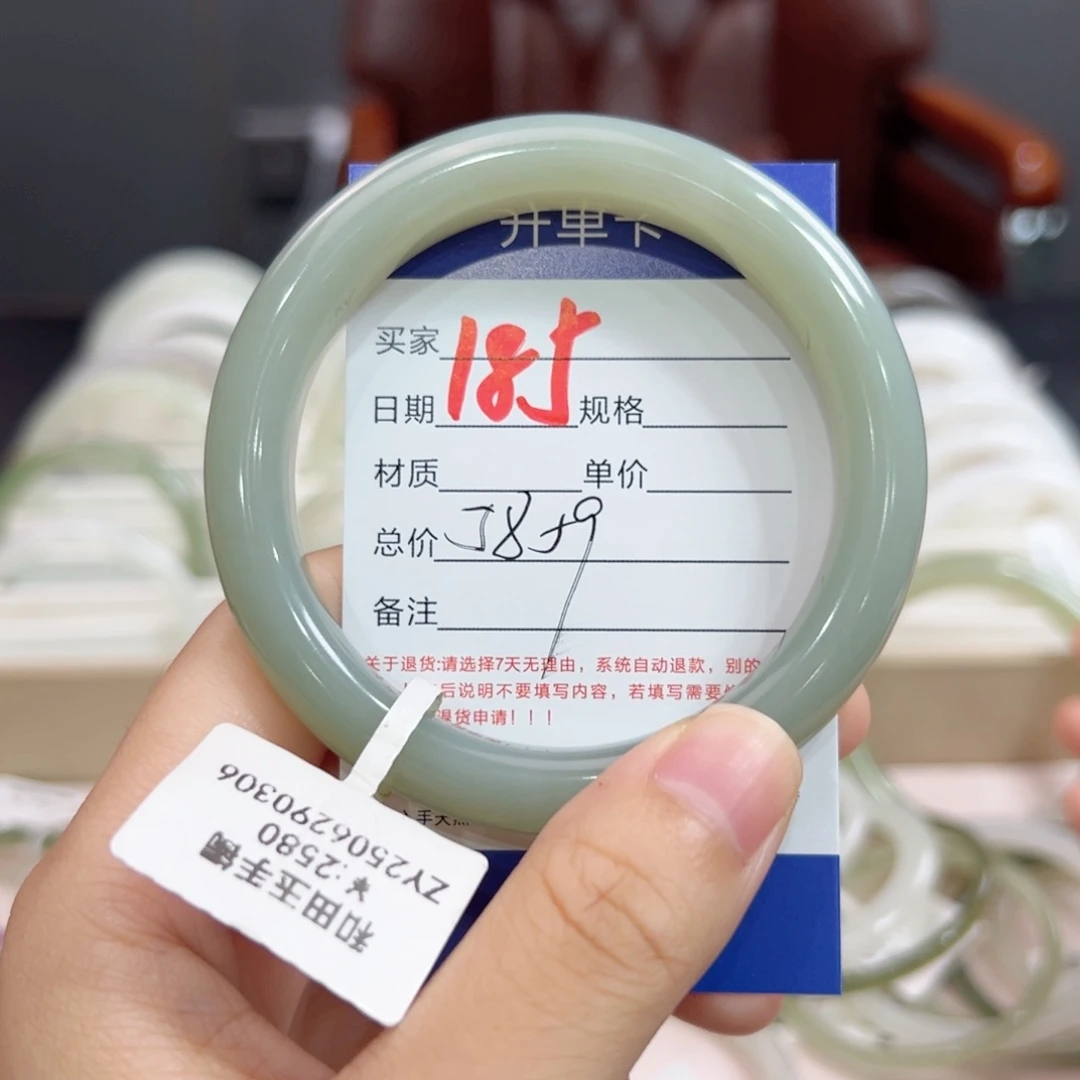 开单卡
买家
日期 规格
材质 单价
总价
备注
关于退货:请选择7天无理由，系统自动退款，别的
后说明不要填写内容，若填写需要
退货申请！！！
和田玉手镯
￥:2580
ZY2506290306